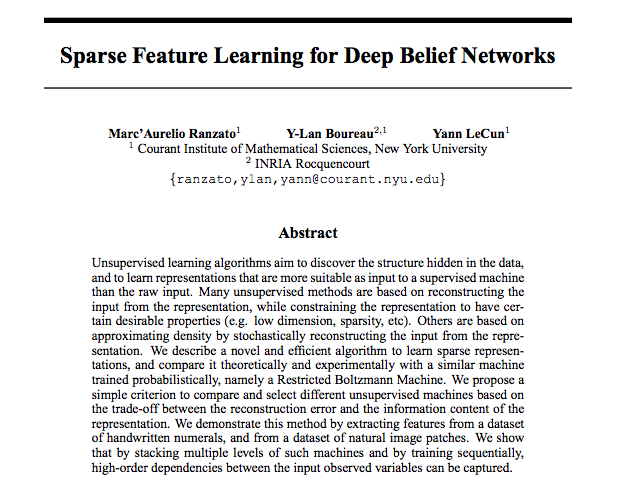 Sparse Feature Learning for Deep Belief Networks
Marc'Aurelio Ranzato1 Y-Lan Boureau2,1 Yann LeCun1
1 Courant Institute of Mathematical Sciences, New York University
2 INRIA Rocquencourt
{ranzato,ylan,yann@courant.nyu.edu}
Abstract
Unsupervised learning algorithms aim to discover the structure hidden in the data,
and to learn representations that are more suitable as input to a supervised machine
than the raw input. Many unsupervised methods are based on reconstructing the
input from the representation, while constraining the representation to have cer-
tain desirable properties (e.g. low dimension, sparsity, etc). Others are based on
approximating density by stochastically reconstructing the input from the repre-
sentation. We describe a novel and efficient algorithm to learn sparse represen-
tations, and compare it theoretically and experimentally with a similar machine
trained probabilistically, namely a Restricted Boltzmann Machine. We propose a
simple criterion to compare and select different unsupervised machines based on
the trade-off between the reconstruction error and the information content of the
representation. We demonstrate this method by extracting features from a dataset
of handwritten numerals, and from a dataset of natural image patches. We show
that by stacking multiple levels of such machines and by training sequentially,
high-order dependencies between the input observed variables can be captured.